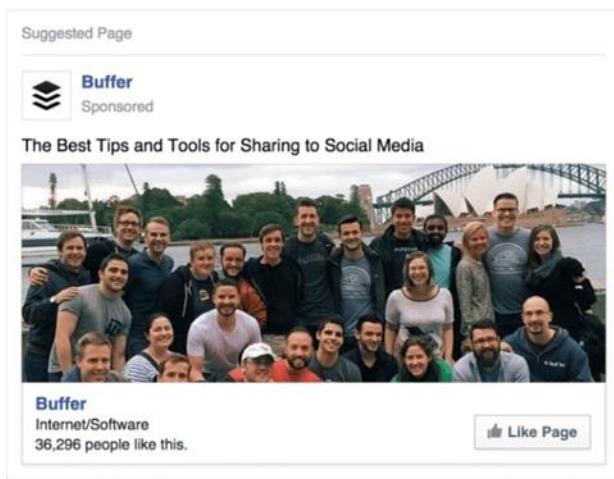 Suggested Page
Buffer
Sponsored
The Best Tips and Tools for Sharing to Social Media
Buffer
Internet/Software
36,296 people like this.
Like Page